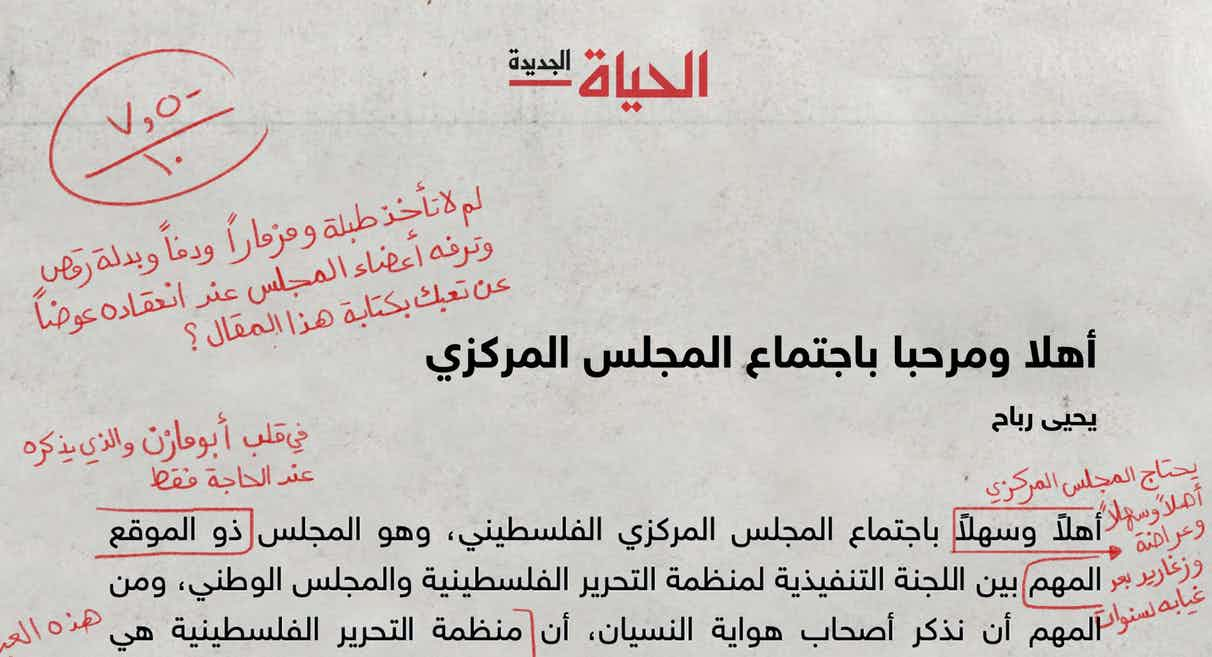 الحياة الجديدة
٧,٥٠-
١٠
لم لا تأخذ طبلة ومزماراً ودفاً وبدلة رقص
وترفه أعضاء المجلس عند انعقاده عوضاً
عن تعبك بكتابة هذا المقال؟
أهلا ومرحبا باجتماع المجلس المركزي
يحيى رباح
في قلب أبو مازن والذي يذكره
عند الحاجة فقط
يحتاج المجلس المركزي
أهلاً وسهلاً
وزغاريد بعد
غيابه لسنوات
أهلاً وسهلاً باجتماع المجلس المركزي الفلسطيني، وهو المجلس ذو الموقع
المهم بين اللجنة التنفيذية لمنظمة التحرير الفلسطينية والمجلس الوطني، ومن
المهم أن نذكر أصحاب هواية النسيان، أن منظمة التحرير الفلسطينية هي
هذه